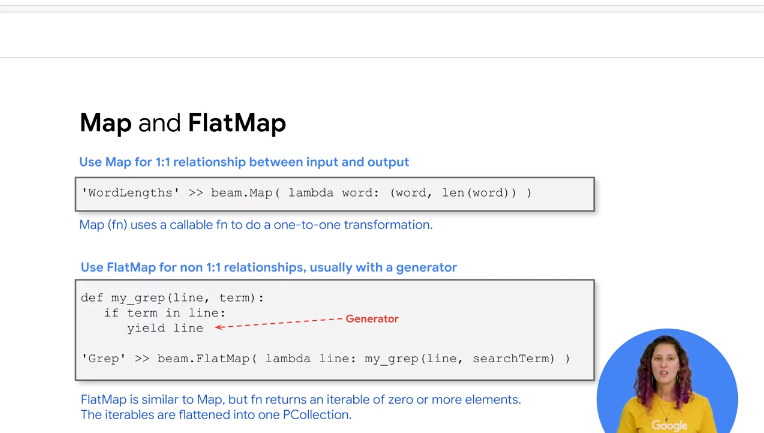 Map and FlatMap
Use Map for 1:1 relationship between input and output
'WordLengths' >> beam.Map( lambda word: (word, len(word)) )
Map (fn) uses a callable fn to do a one-to-one transformation.
Use FlatMap for non 1:1 relationships, usually with a generator
def my_grep(line, term):
if term in line:
yield line
Generator
'Grep' >> beam.FlatMap( lambda line: my_grep(line, searchTerm) )
FlatMap is similar to Map, but fn returns an iterable of zero or more elements.
The iterables are flattened into one PCollection.
Google